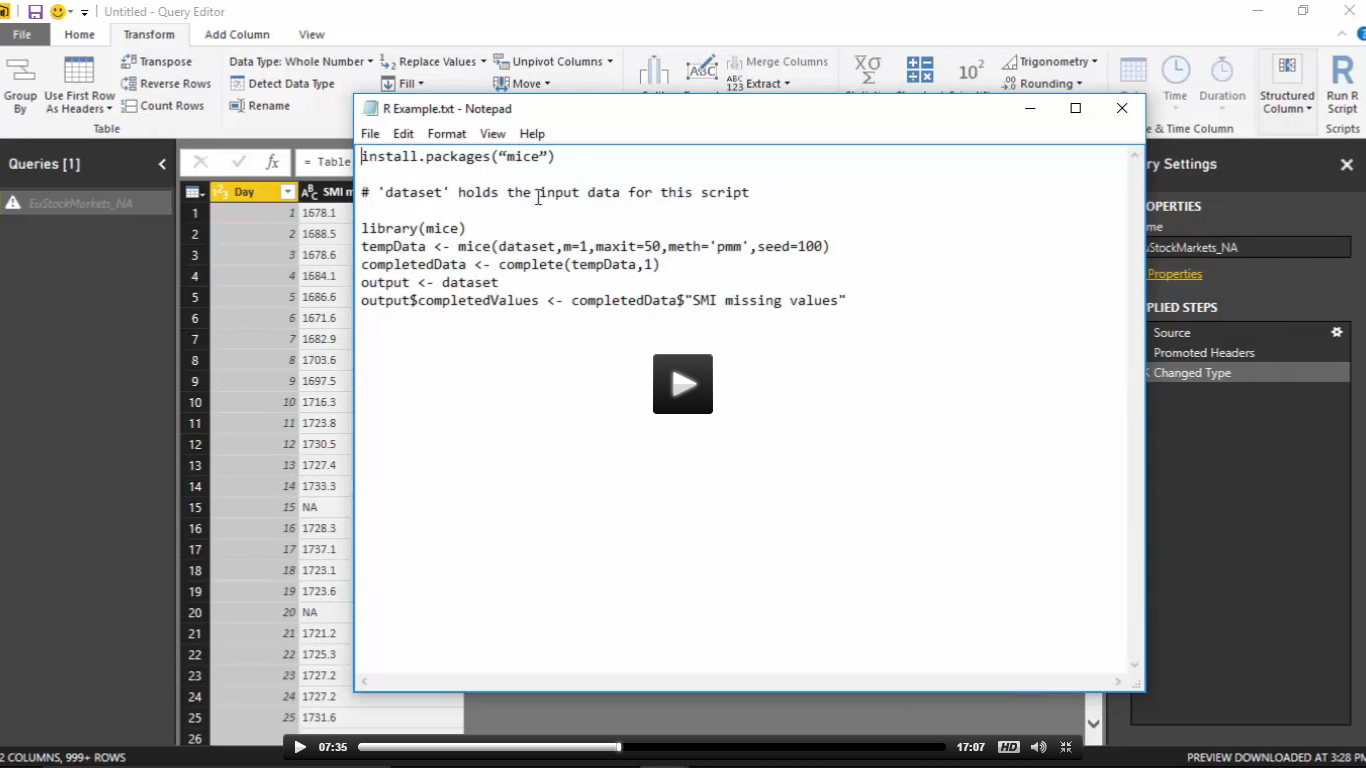 Untitled - Query Editor
File Home Transform Add Column View
Group By
Use First Row As Headers
Transpose
Reverse Rows
Count Rows
Table
Data Type: Whole Number
Detect Data Type
Rename
Replace Values
Fill
Unpivot Columns
Move
Merge Columns
ABC
123 Extract
10²
Trigonometry
Rounding
Time
Duration
& Time Column
Structured Column
Run R Script
Scripts
R Example.txt - Notepad
File Edit Format View Help
install.packages(“mice”)
# 'dataset' holds the input data for this script
library(mice)
tempData <- mice(dataset,m=1,maxit=50,meth='pmm',seed=100)
completedData <- complete(tempData,1)
output <- dataset
output$completedValues <- completedData$"SMI missing values"
Queries [1]
EuStockMarkets_NA
fx = Table
Day SMI m
1 1 1678.1
2 2 1688.5
3 3 1678.6
4 4 1684.1
5 5 1686.6
6 6 1671.6
7 7 1682.9
8 8 1703.6
9 9 1697.5
10 10 1716.3
11 11 1723.8
12 12 1730.5
13 13 1727.4
14 14 1733.3
15 15 NA
16 16 1728.3
17 17 1737.1
18 18 1723.1
19 19 1723.6
20 20 NA
21 21 1721.2
22 22 1725.3
23 23 1727.2
24 24 1727.2
25 25 1731.6
26
ry Settings
ROPERTIES
me
uStockMarkets_NA
Properties
PLIED STEPS
Source
Promoted Headers
Changed Type
07:35 17:07 HD
2 COLUMNS, 999+ ROWS
PREVIEW DOWNLOADED AT 3:28 PM